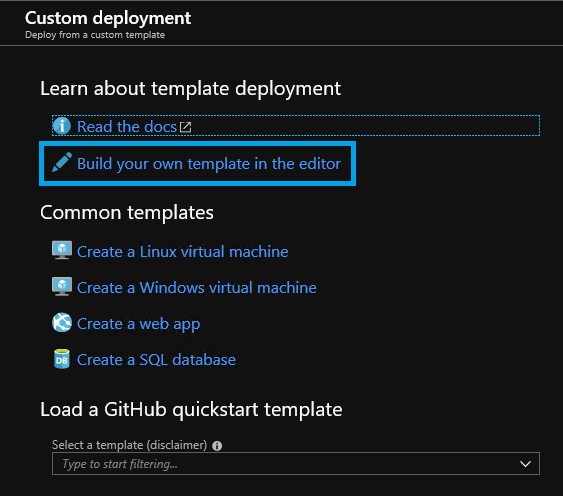 Custom deployment
Deploy from a custom template
Learn about template deployment
Read the docs
Build your own template in the editor
Common templates
Create a Linux virtual machine
Create a Windows virtual machine
Create a web app
DB
Create a SQL database
Load a GitHub quickstart template
Select a template (disclaimer)
Type to start filtering...